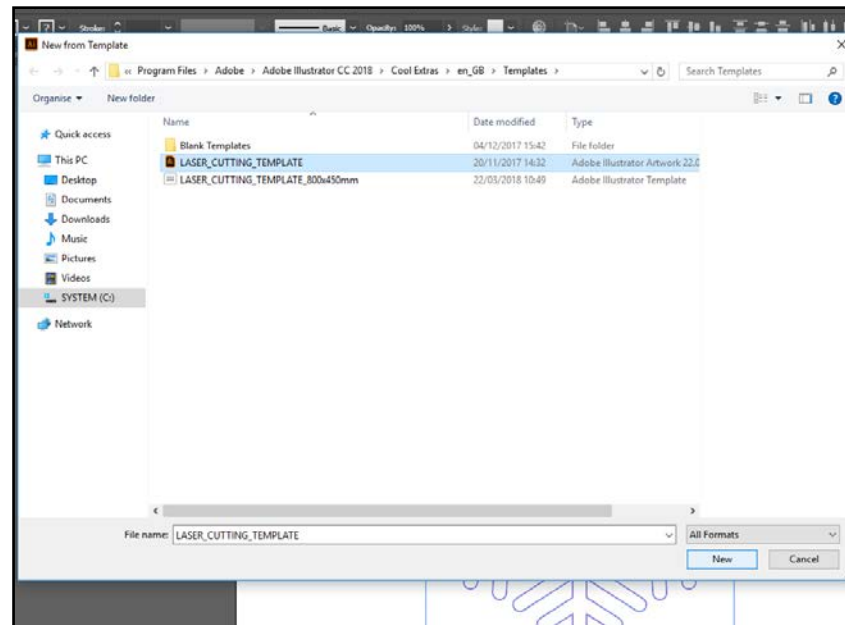 Stroke: Basic Opacity: 100% Style:
Ai New from Template
« Program Files > Adobe > Adobe Illustrator CC 2018 > Cool Extras > en_GB > Templates > Search Templates
Organise New folder
Name Date modified Type
Quick access
Blank Templates 04/12/2017 15:42 File folder
This PC
LASER_CUTTING_TEMPLATE 20/11/2017 14:32 Adobe Illustrator Artwork 22.0
Desktop
LASER_CUTTING_TEMPLATE_800x450mm 22/03/2018 10:49 Adobe Illustrator Template
Documents
Downloads
Music
Pictures
Videos
SYSTEM (C:)
Network
File name: LASER_CUTTING_TEMPLATE All Formats
New Cancel